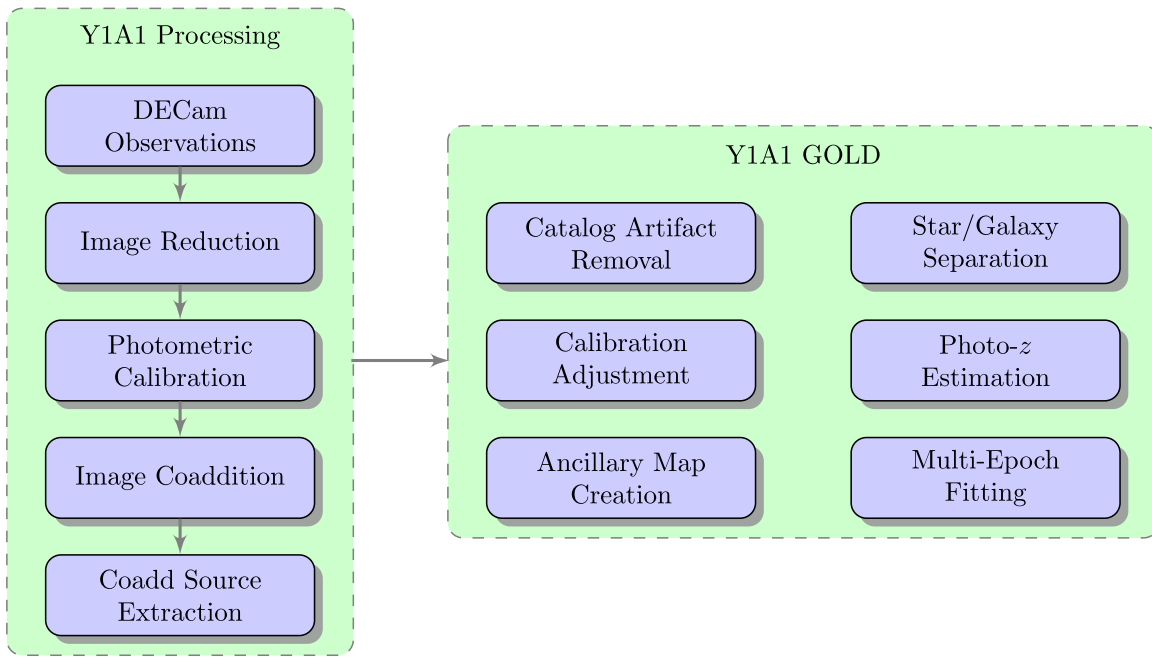 Y1A1 Processing
DECam
Observations
Image Reduction
Photometric
Calibration
Image Coaddition
Coadd Source
Extraction
Y1A1 GOLD
Catalog Artifact
Removal
Star/Galaxy
Separation
Calibration
Adjustment
Photo-z
Estimation
Ancillary Map
Creation
Multi-Epoch
Fitting